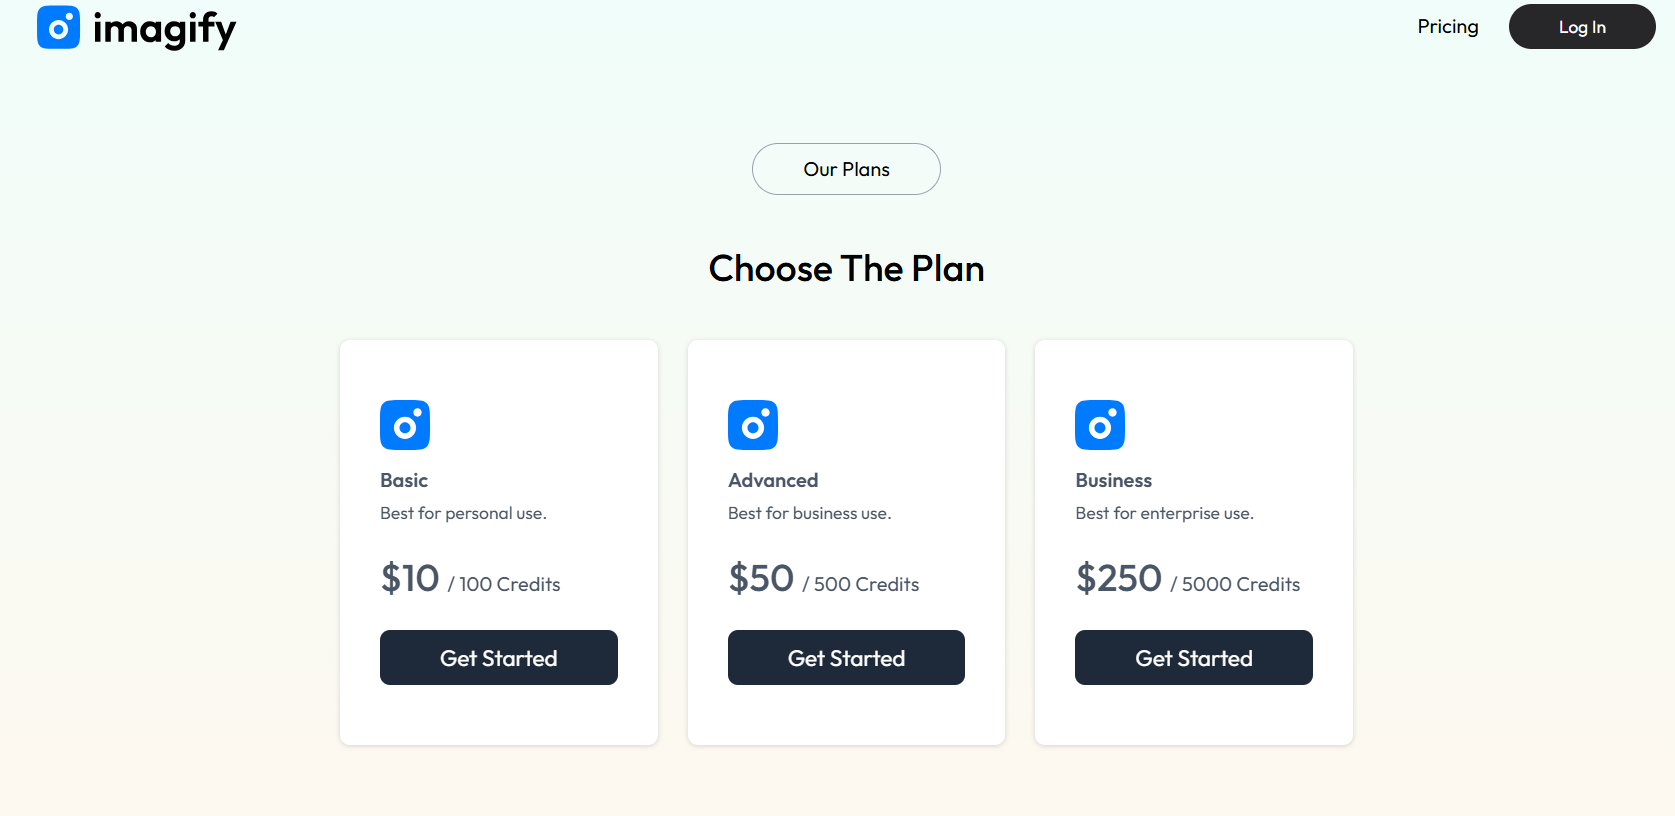 imagify
Pricing
Log In
Our Plans
Choose The Plan
Basic
Best for personal use.
$10 / 100 Credits
Get Started
Advanced
Best for business use.
$50 / 500 Credits
Get Started
Business
Best for enterprise use.
$250 / 5000 Credits
Get Started